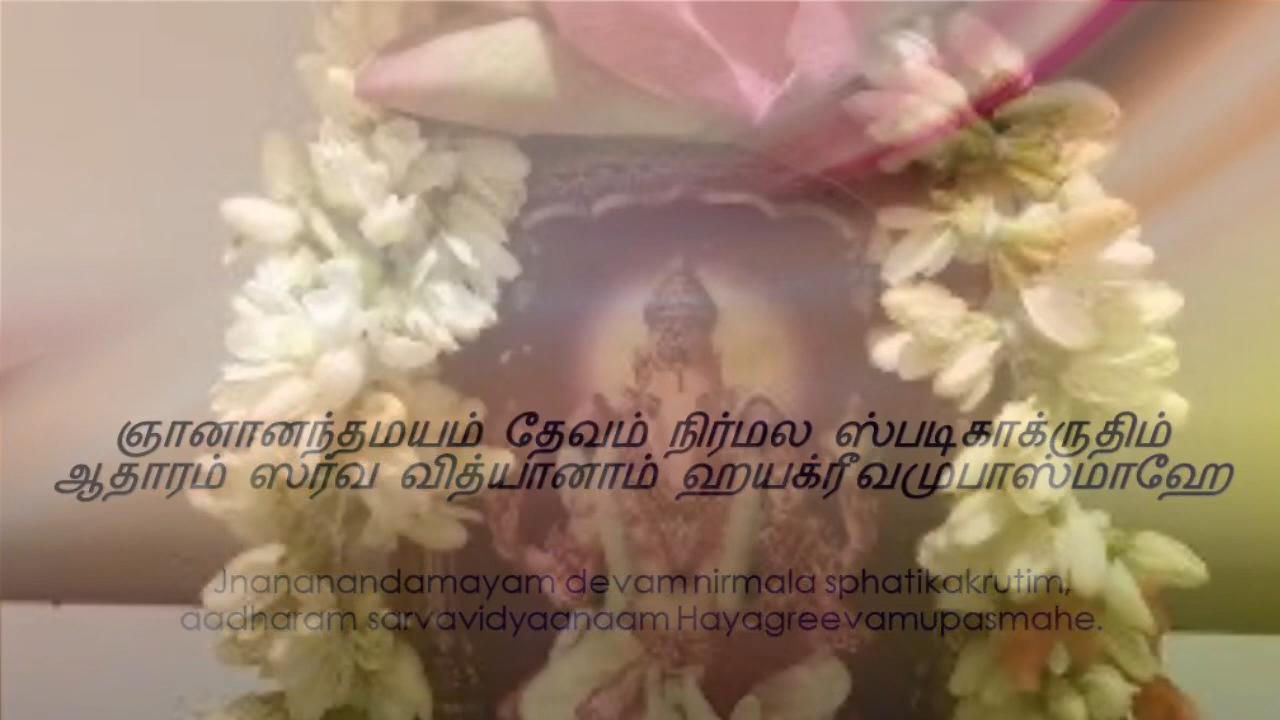 ஞானானந்தமயம் தேவம் நிர்மல ஸ்படிகாக்ருதிம்
ஆதாரம் ஸர்வ வித்யானாம் ஹயக்ரீவமுபாஸ்மாஹே
Jnananandamayam devam nirmala sphatikakrutim,
aadharam sarvavidyaanaam Hayagreevamupasmahe.